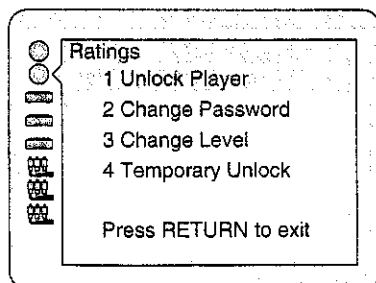 Ratings
1 Unlock Player
2 Change Password
3 Change Level
4 Temporary Unlock
Press RETURN to exit